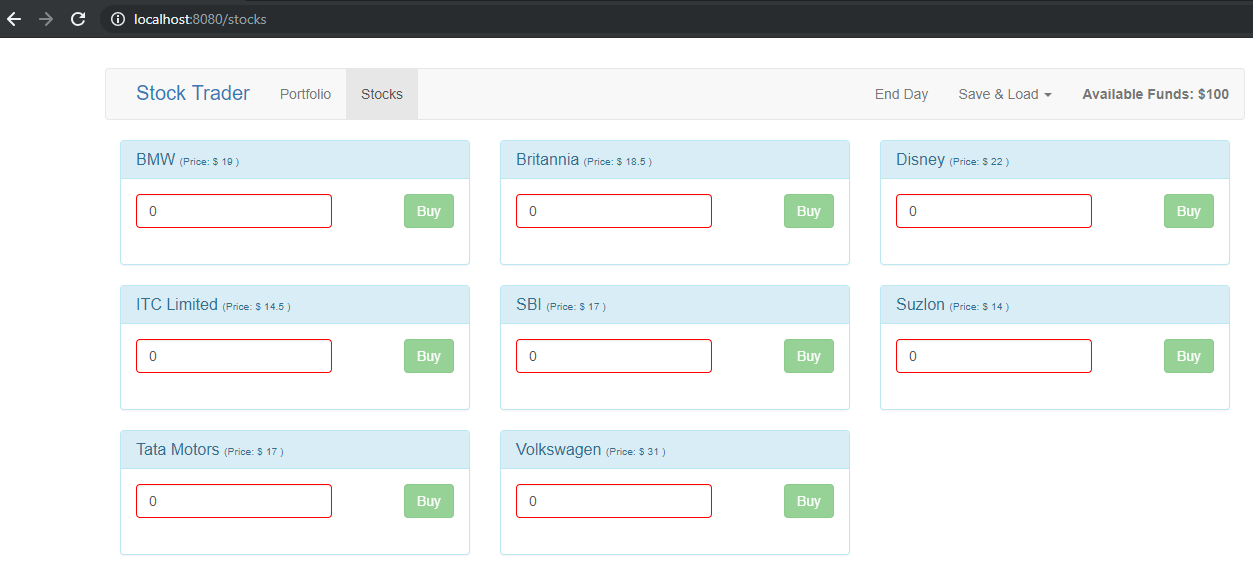 localhost:8080/stocks
Stock Trader Portfolio Stocks End Day Save & Load Available Funds: $100
BMW (Price: $ 19 ) Britannia (Price: $ 18.5 ) Disney (Price: $ 22 )
0 Buy 0 Buy 0 Buy
ITC Limited (Price: $ 14.5 ) SBI (Price: $ 17 ) Suzlon (Price: $ 14 )
0 Buy 0 Buy 0 Buy
Tata Motors (Price: $ 17 ) Volkswagen (Price: $ 31 )
0 Buy 0 Buy